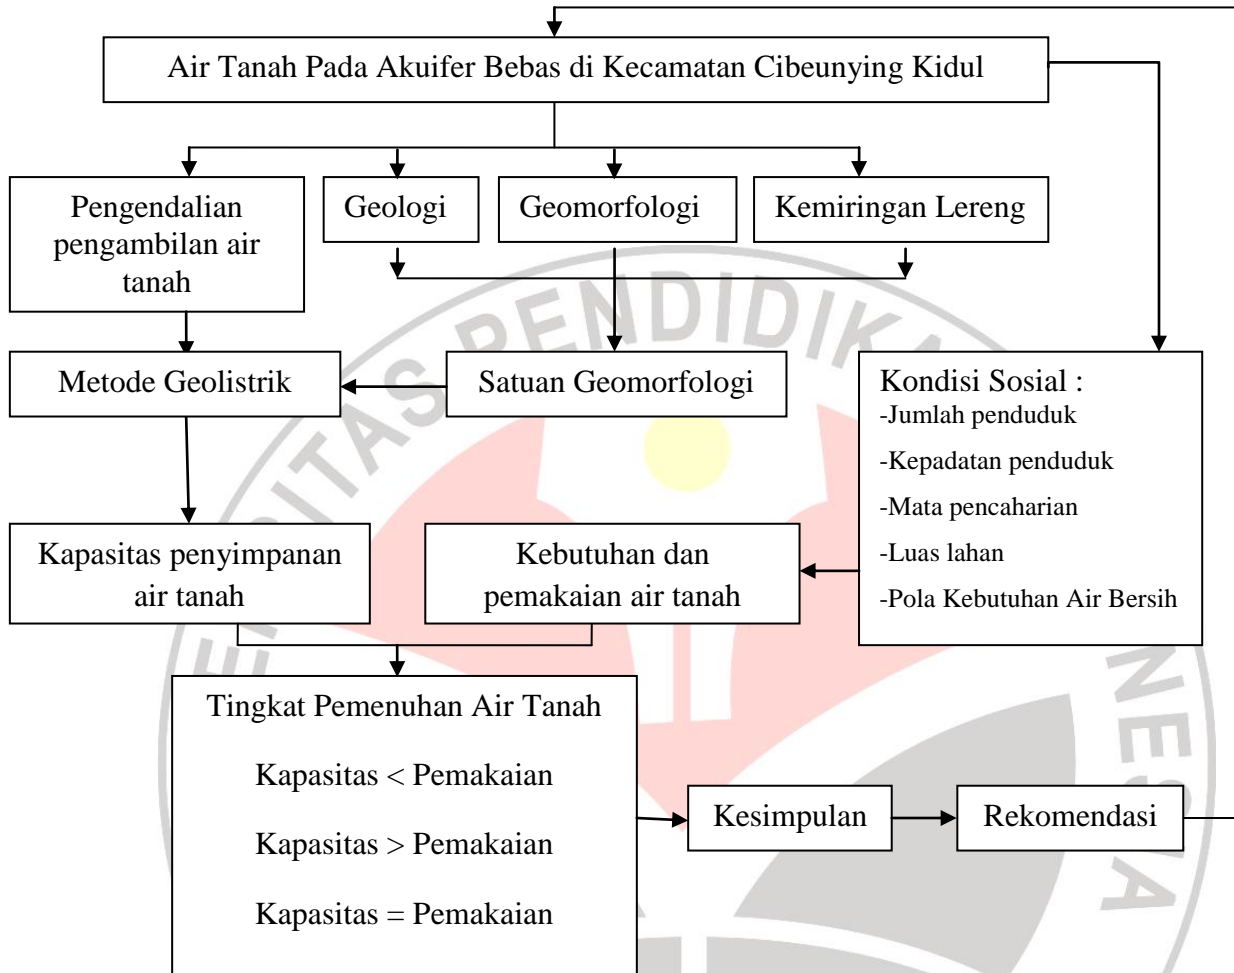 Air Tanah Pada Akuifer Bebas di Kecamatan Cibeunying Kidul
Pengendalian
pengambilan air
tanah
Geologi
Geomorfologi
Kemiringan Lereng
Metode Geolistrik
Satuan Geomorfologi
Kondisi Sosial :
-Jumlah penduduk
-Kepadatan penduduk
-Mata pencaharian
-Luas lahan
-Pola Kebutuhan Air Bersih
Kapasitas penyimpanan
air tanah
Kebutuhan dan
pemakaian air tanah
Tingkat Pemenuhan Air Tanah
Kapasitas < Pemakaian
Kapasitas > Pemakaian
Kapasitas = Pemakaian
Kesimpulan
Rekomendasi